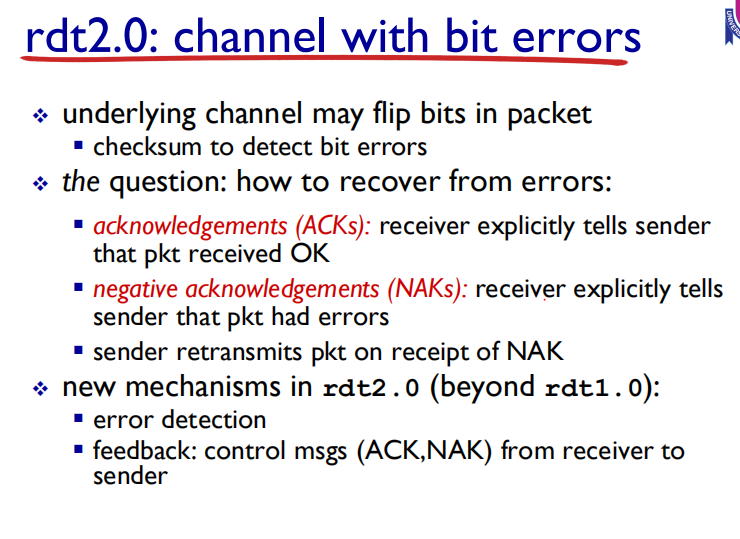 rdt2.0: channel with bit errors
underlying channel may flip bits in packet
checksum to detect bit errors
the question: how to recover from errors:
acknowledgements (ACKs): receiver explicitly tells sender
that pkt received OK
negative acknowledgements (NAKs): receiver explicitly tells
sender that pkt had errors
sender retransmits pkt on receipt of NAK
new mechanisms in rdt2.0 (beyond rdt1.0):
error detection
feedback: control msgs (ACK,NAK) from receiver to
sender